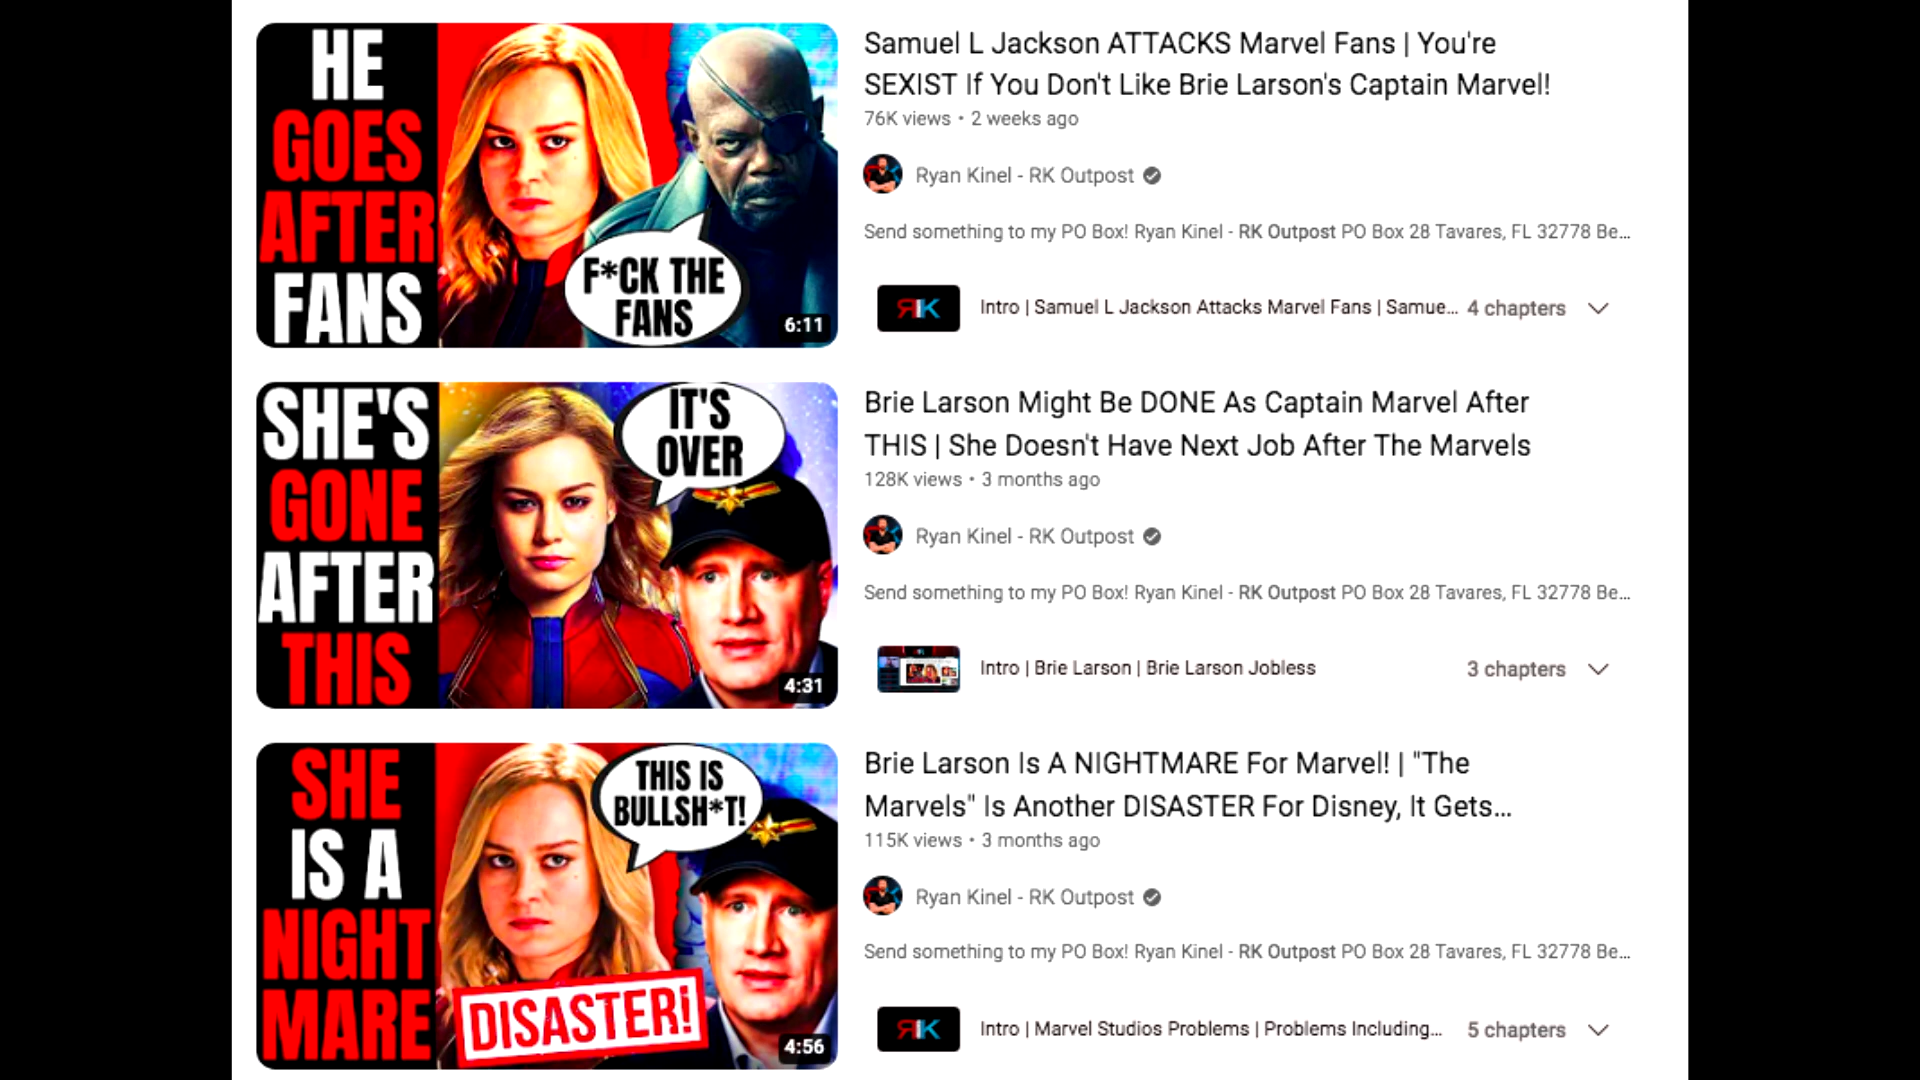 HE
GOES
AFTER
FANS
F*CK THE
FANS
6:11
Samuel L Jackson ATTACKS Marvel Fans | You're
SEXIST If You Don't Like Brie Larson's Captain Marvel!
76K views • 2 weeks ago
Ryan Kinel - RK Outpost
Send something to my PO Box! Ryan Kinel - RK Outpost PO Box 28 Tavares, FL 32778 Be...
RK
Intro | Samuel L Jackson Attacks Marvel Fans | Samue...
4 chapters
SHE'S
GONE
AFTER
THIS
IT'S
OVER
4:31
Brie Larson Might Be DONE As Captain Marvel After
THIS | She Doesn't Have Next Job After The Marvels
128K views • 3 months ago
Ryan Kinel - RK Outpost
Send something to my PO Box! Ryan Kinel - RK Outpost PO Box 28 Tavares, FL 32778 Be...
Intro | Brie Larson | Brie Larson Jobless
3 chapters
SHE
IS A
NIGHT
MARE
THIS IS
BULLSH*T!
DISASTER!
4:56
Brie Larson Is A NIGHTMARE For Marvel! | "The
Marvels" Is Another DISASTER For Disney, It Gets...
115K views • 3 months ago
Ryan Kinel - RK Outpost
Send something to my PO Box! Ryan Kinel - RK Outpost PO Box 28 Tavares, FL 32778 Be...
RK
Intro | Marvel Studios Problems | Problems Including...
5 chapters